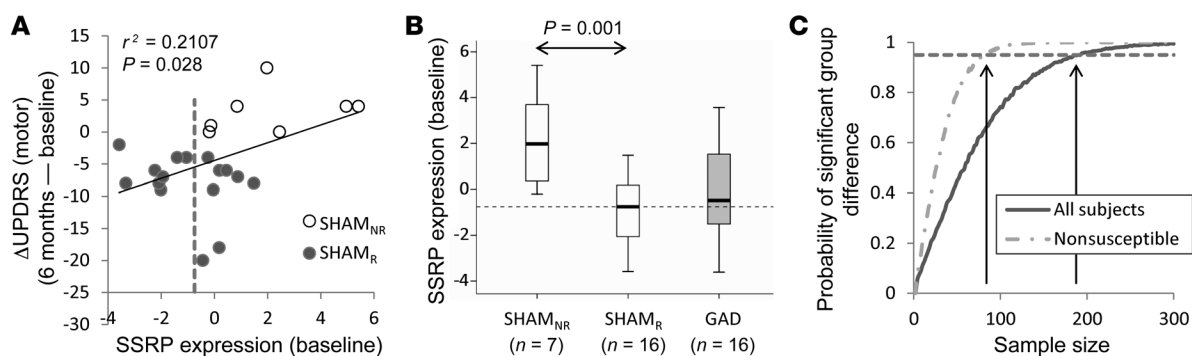 A
r² = 0.2107
P = 0.028
ΔUPDRS (motor)
(6 months — baseline)
15
10
5
0
-5
-10
-15
-20
-25
-30
-4
-2
0
2
4
6
SSRP expression (baseline)
SHAM_NR
SHAM_R
B
P = 0.001
SSRP expression (baseline)
4
2
0
-2
-4
SHAM_NR
(n = 7)
SHAM_R
(n = 16)
GAD
(n = 16)
C
Probability of significant group
difference
1
0.8
0.6
0.4
0.2
0
0
100
200
300
Sample size
All subjects
Nonsusceptible